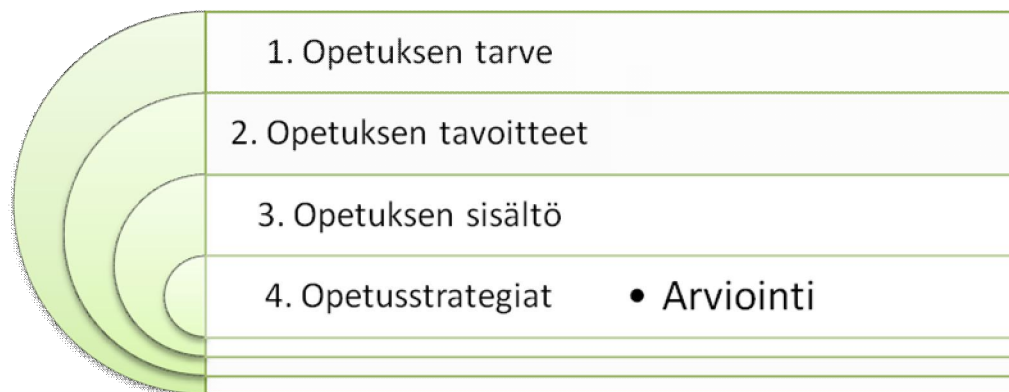 1. Opetuksen tarve
2. Opetuksen tavoitteet
3. Opetuksen sisältö
4. Opetusstrategiat • Arviointi